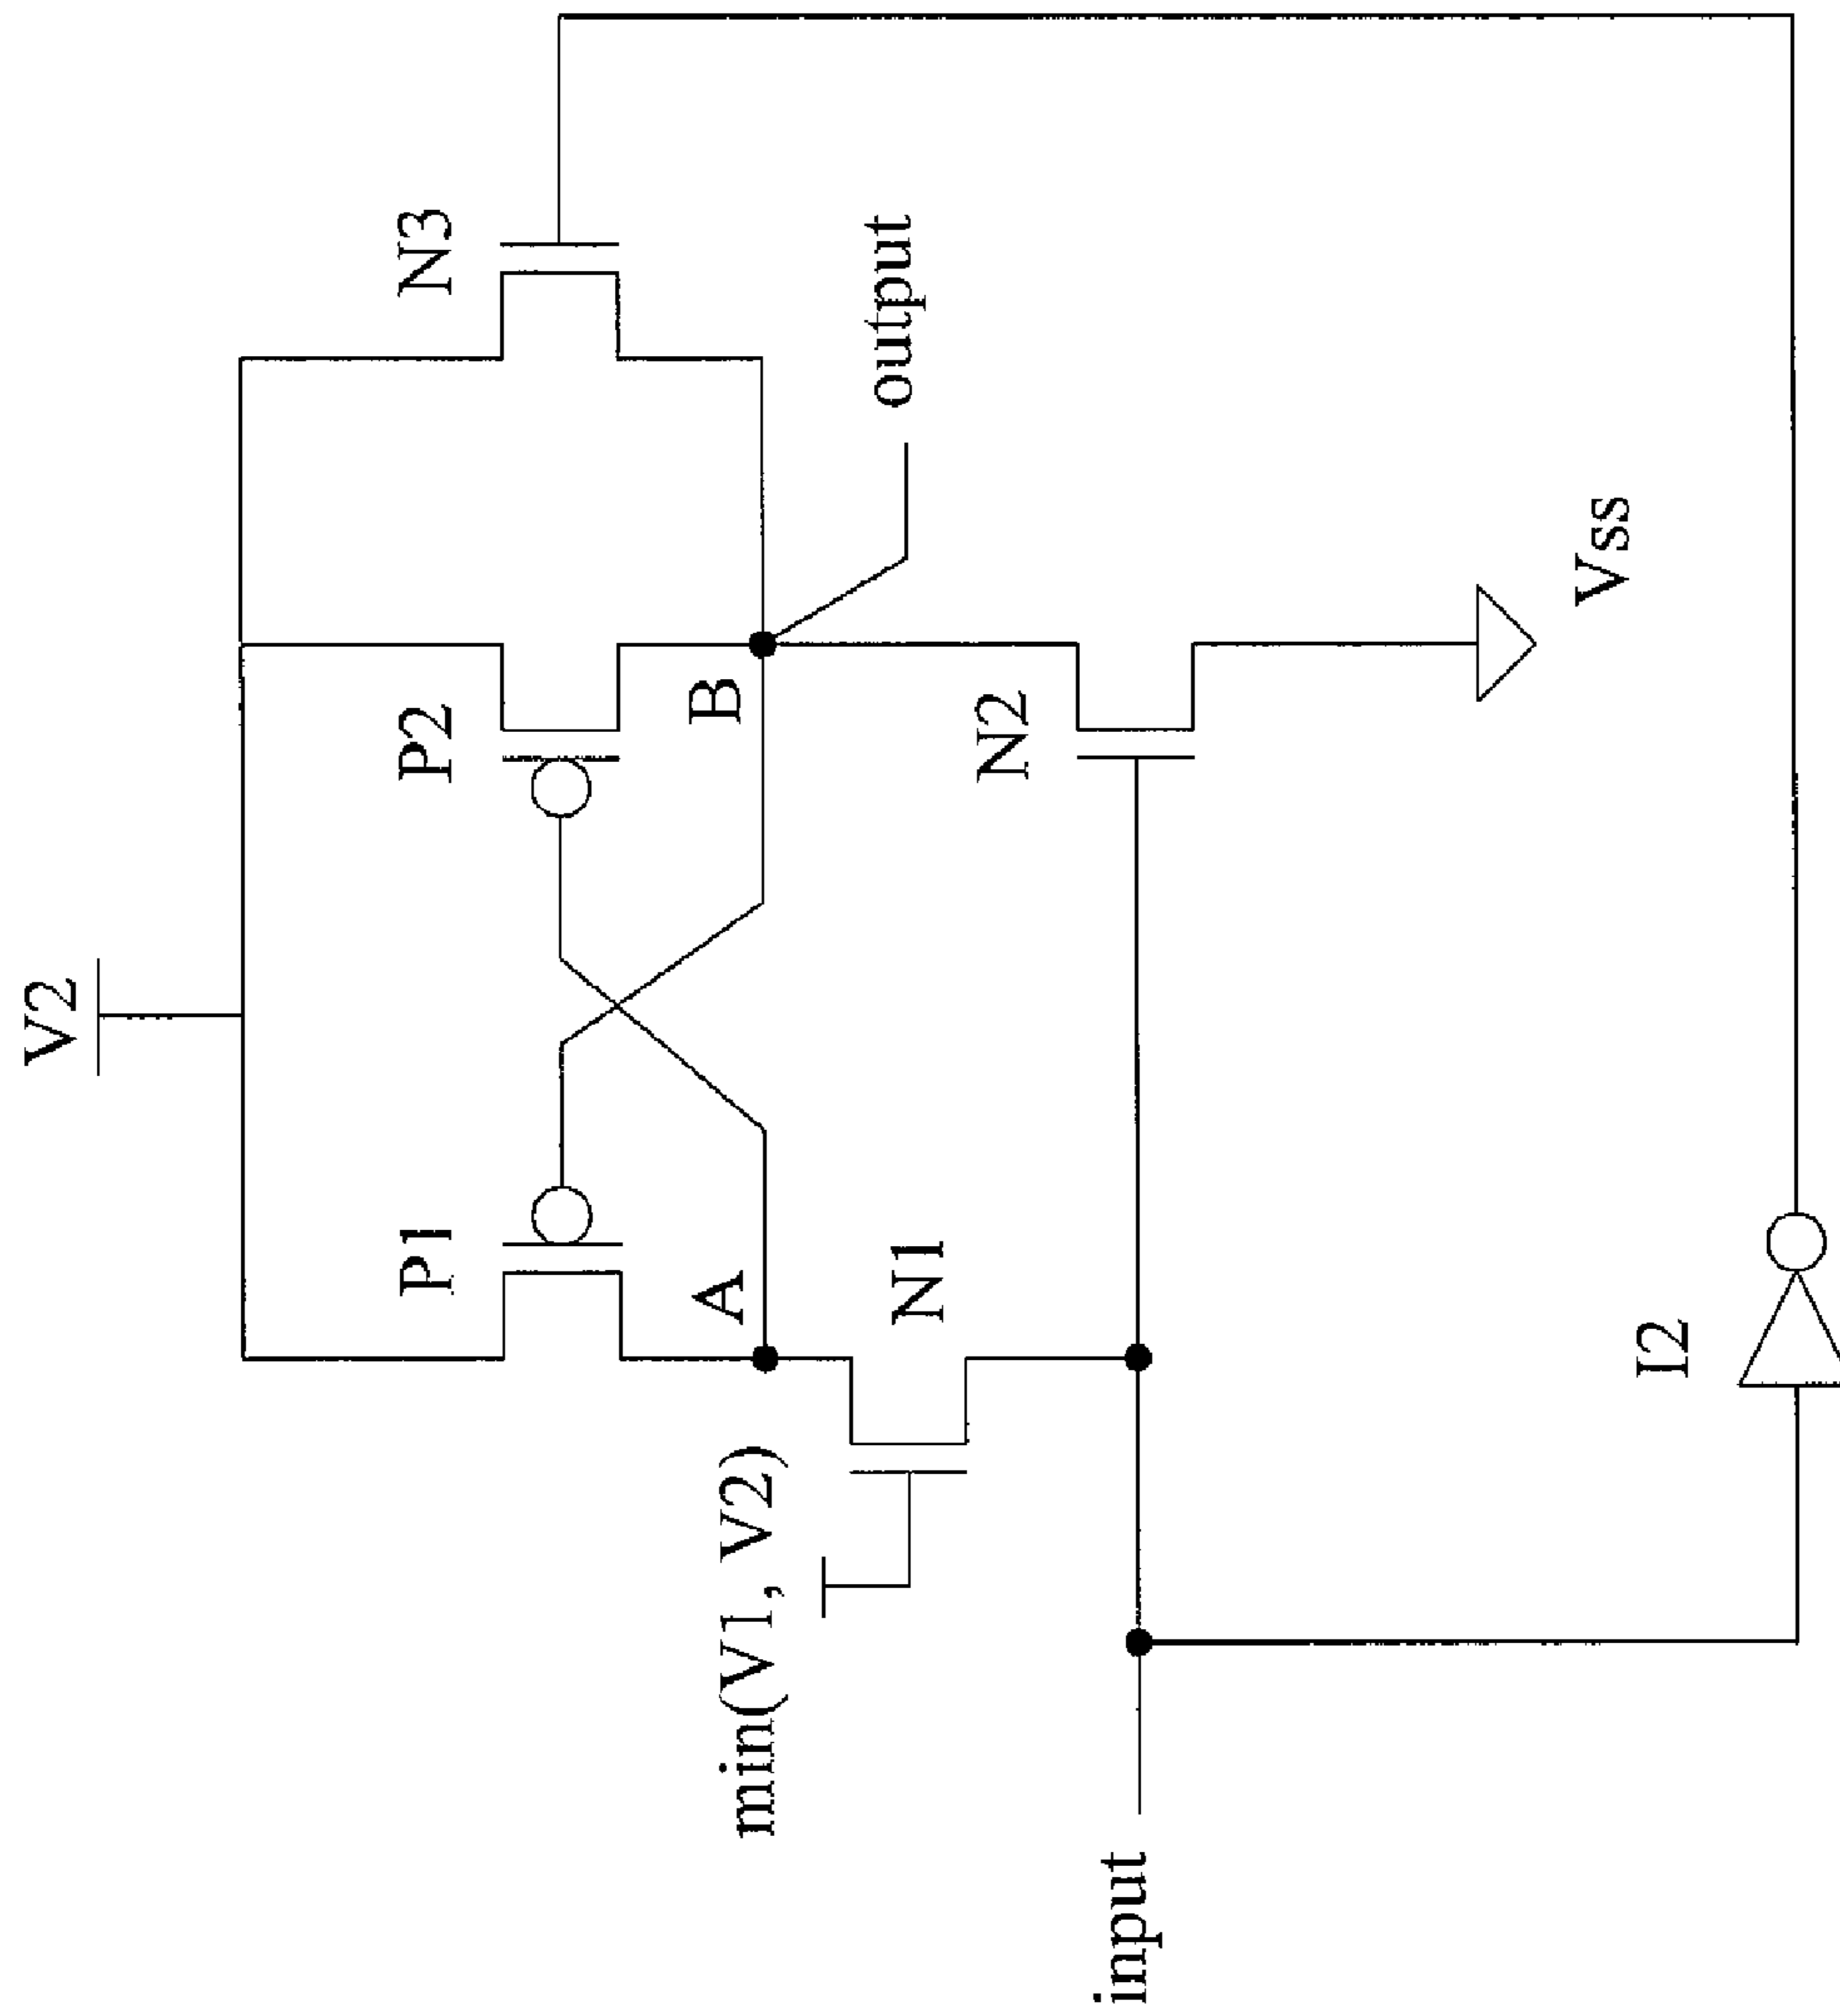 V2
P1
P2
N3
A
B
output
min(V1, V2)
N1
N2
input
I2
Vss